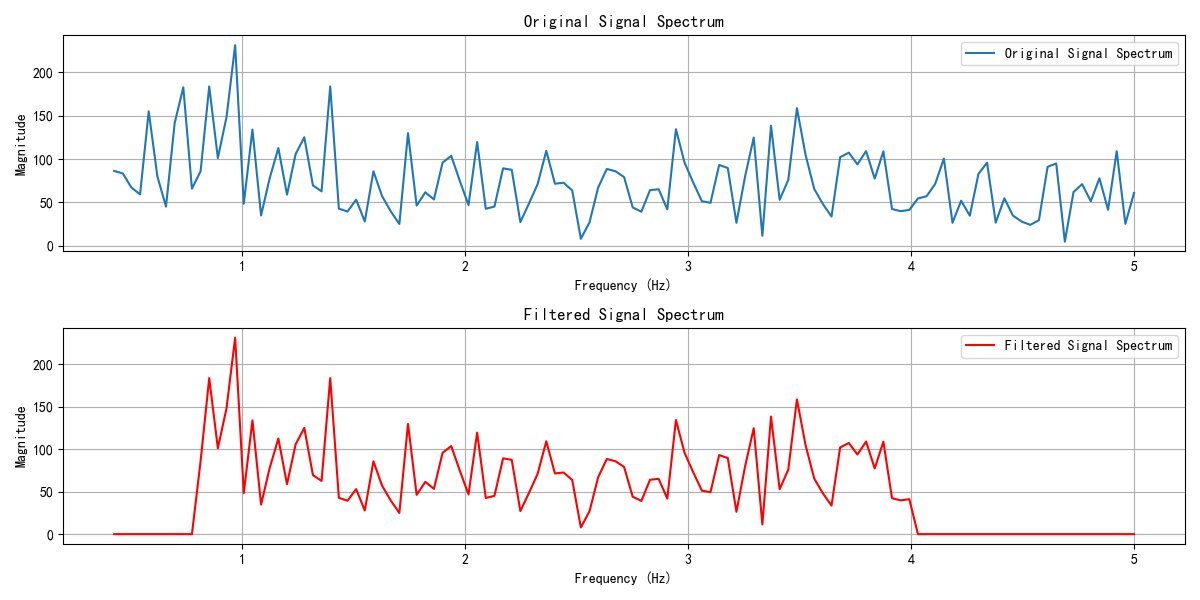 Original Signal Spectrum
Original Signal Spectrum
Magnitude
200
150
100
50
0
1 2 3 4 5
Frequency (Hz)
Filtered Signal Spectrum
Filtered Signal Spectrum
Magnitude
200
150
100
50
0
1 2 3 4 5
Frequency (Hz)